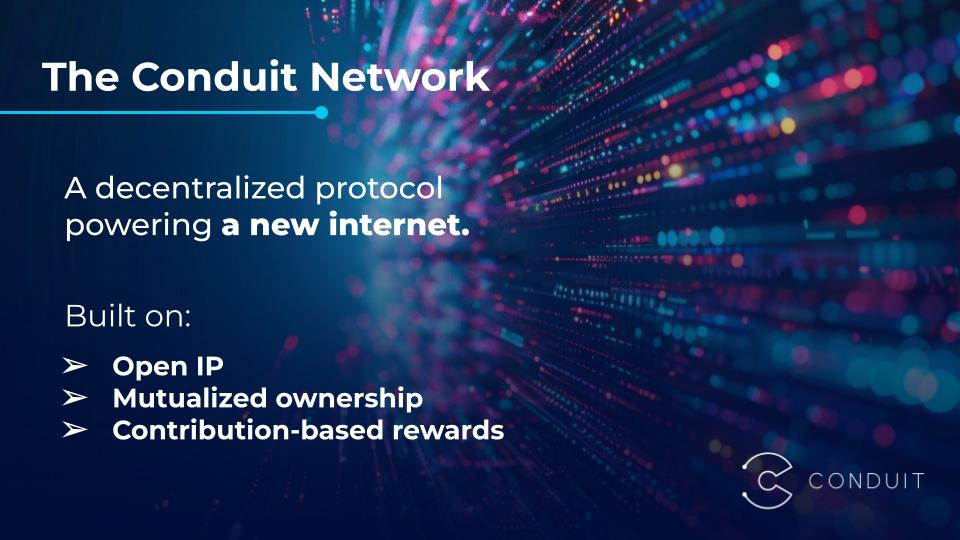 The Conduit Network
A decentralized protocol
powering a new internet.
Built on:
➢ Open IP
➢ Mutualized ownership
➢ Contribution-based rewards
CONDUIT